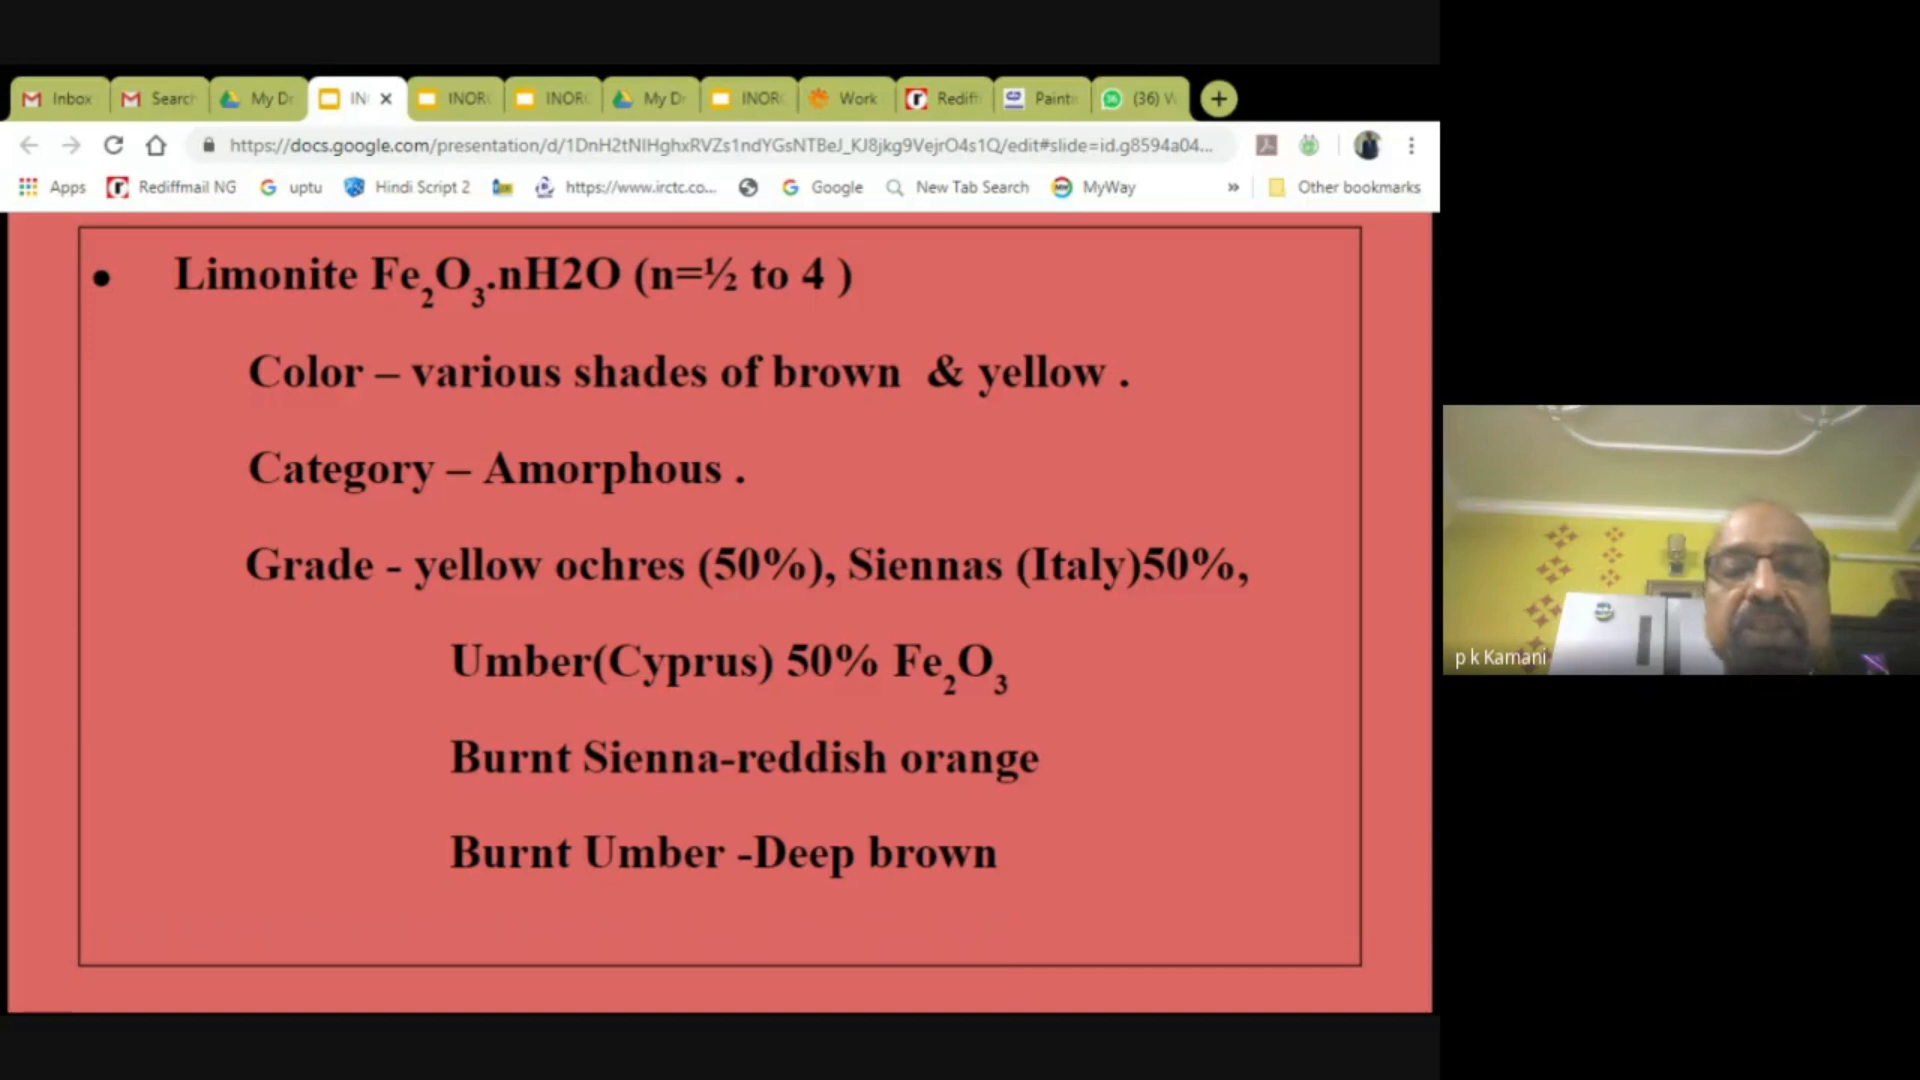 Inbox
Search
My Dr
IN
INOR
INOR
My Dr
INOR
Work
Rediff
Paint
(36) W
https://docs.google.com/presentation/d/1DnH2tNIHghxRVZs1ndYGsNTBeJ_KJ8jkg9VejrO4s1Q/edit#slide=id.g8594a04...
Apps
Rediffmail NG
uptu
Hindi Script 2
https://www.irctc.co...
Google
New Tab Search
MyWay
»
Other bookmarks
• Limonite Fe₂O₃.nH2O (n=½ to 4 )
Color – various shades of brown & yellow .
Category – Amorphous .
Grade - yellow ochres (50%), Siennas (Italy)50%,
Umber(Cyprus) 50% Fe₂O₃
Burnt Sienna-reddish orange
Burnt Umber -Deep brown
p k Kamani